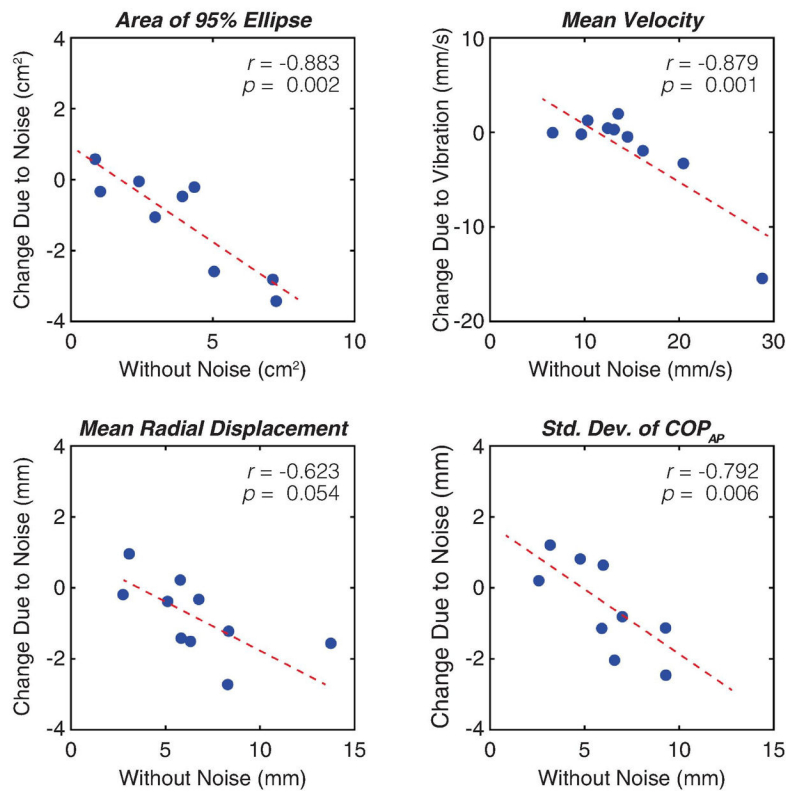 Area of 95% Ellipse
r = -0.883
p = 0.002
Change Due to Noise (cm²)
4
2
0
-2
-4
0 5 10
Without Noise (cm²)
Mean Velocity
r = -0.879
p = 0.001
Change Due to Vibration (mm/s)
10
0
-10
-20
0 10 20 30
Without Noise (mm/s)
Mean Radial Displacement
r = -0.623
p = 0.054
Change Due to Noise (mm)
4
2
0
-2
-4
0 5 10 15
Without Noise (mm)
Std. Dev. of COP_AP
r = -0.792
p = 0.006
Change Due to Noise (mm)
4
2
0
-2
-4
0 5 10 15
Without Noise (mm)